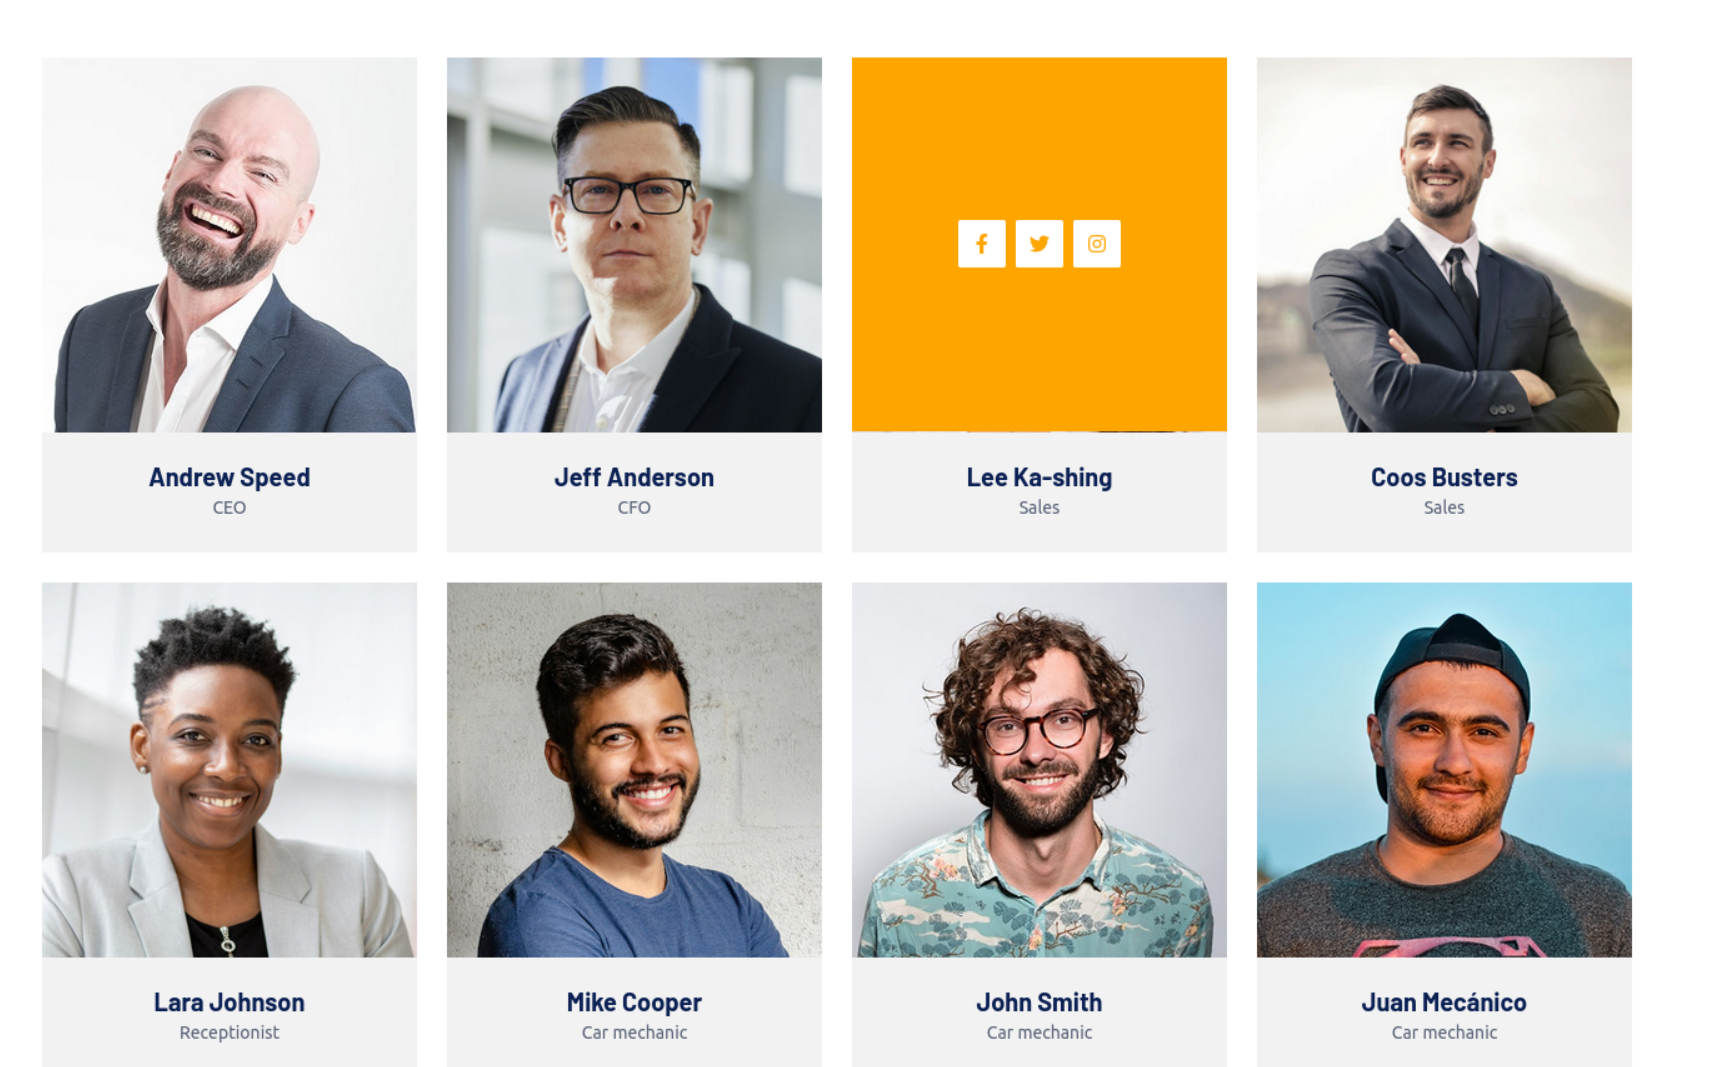 Andrew Speed
CEO
Jeff Anderson
CFO
Lee Ka-shing
Sales
Coos Busters
Sales
Lara Johnson
Receptionist
Mike Cooper
Car mechanic
John Smith
Car mechanic
Juan Mecánico
Car mechanic